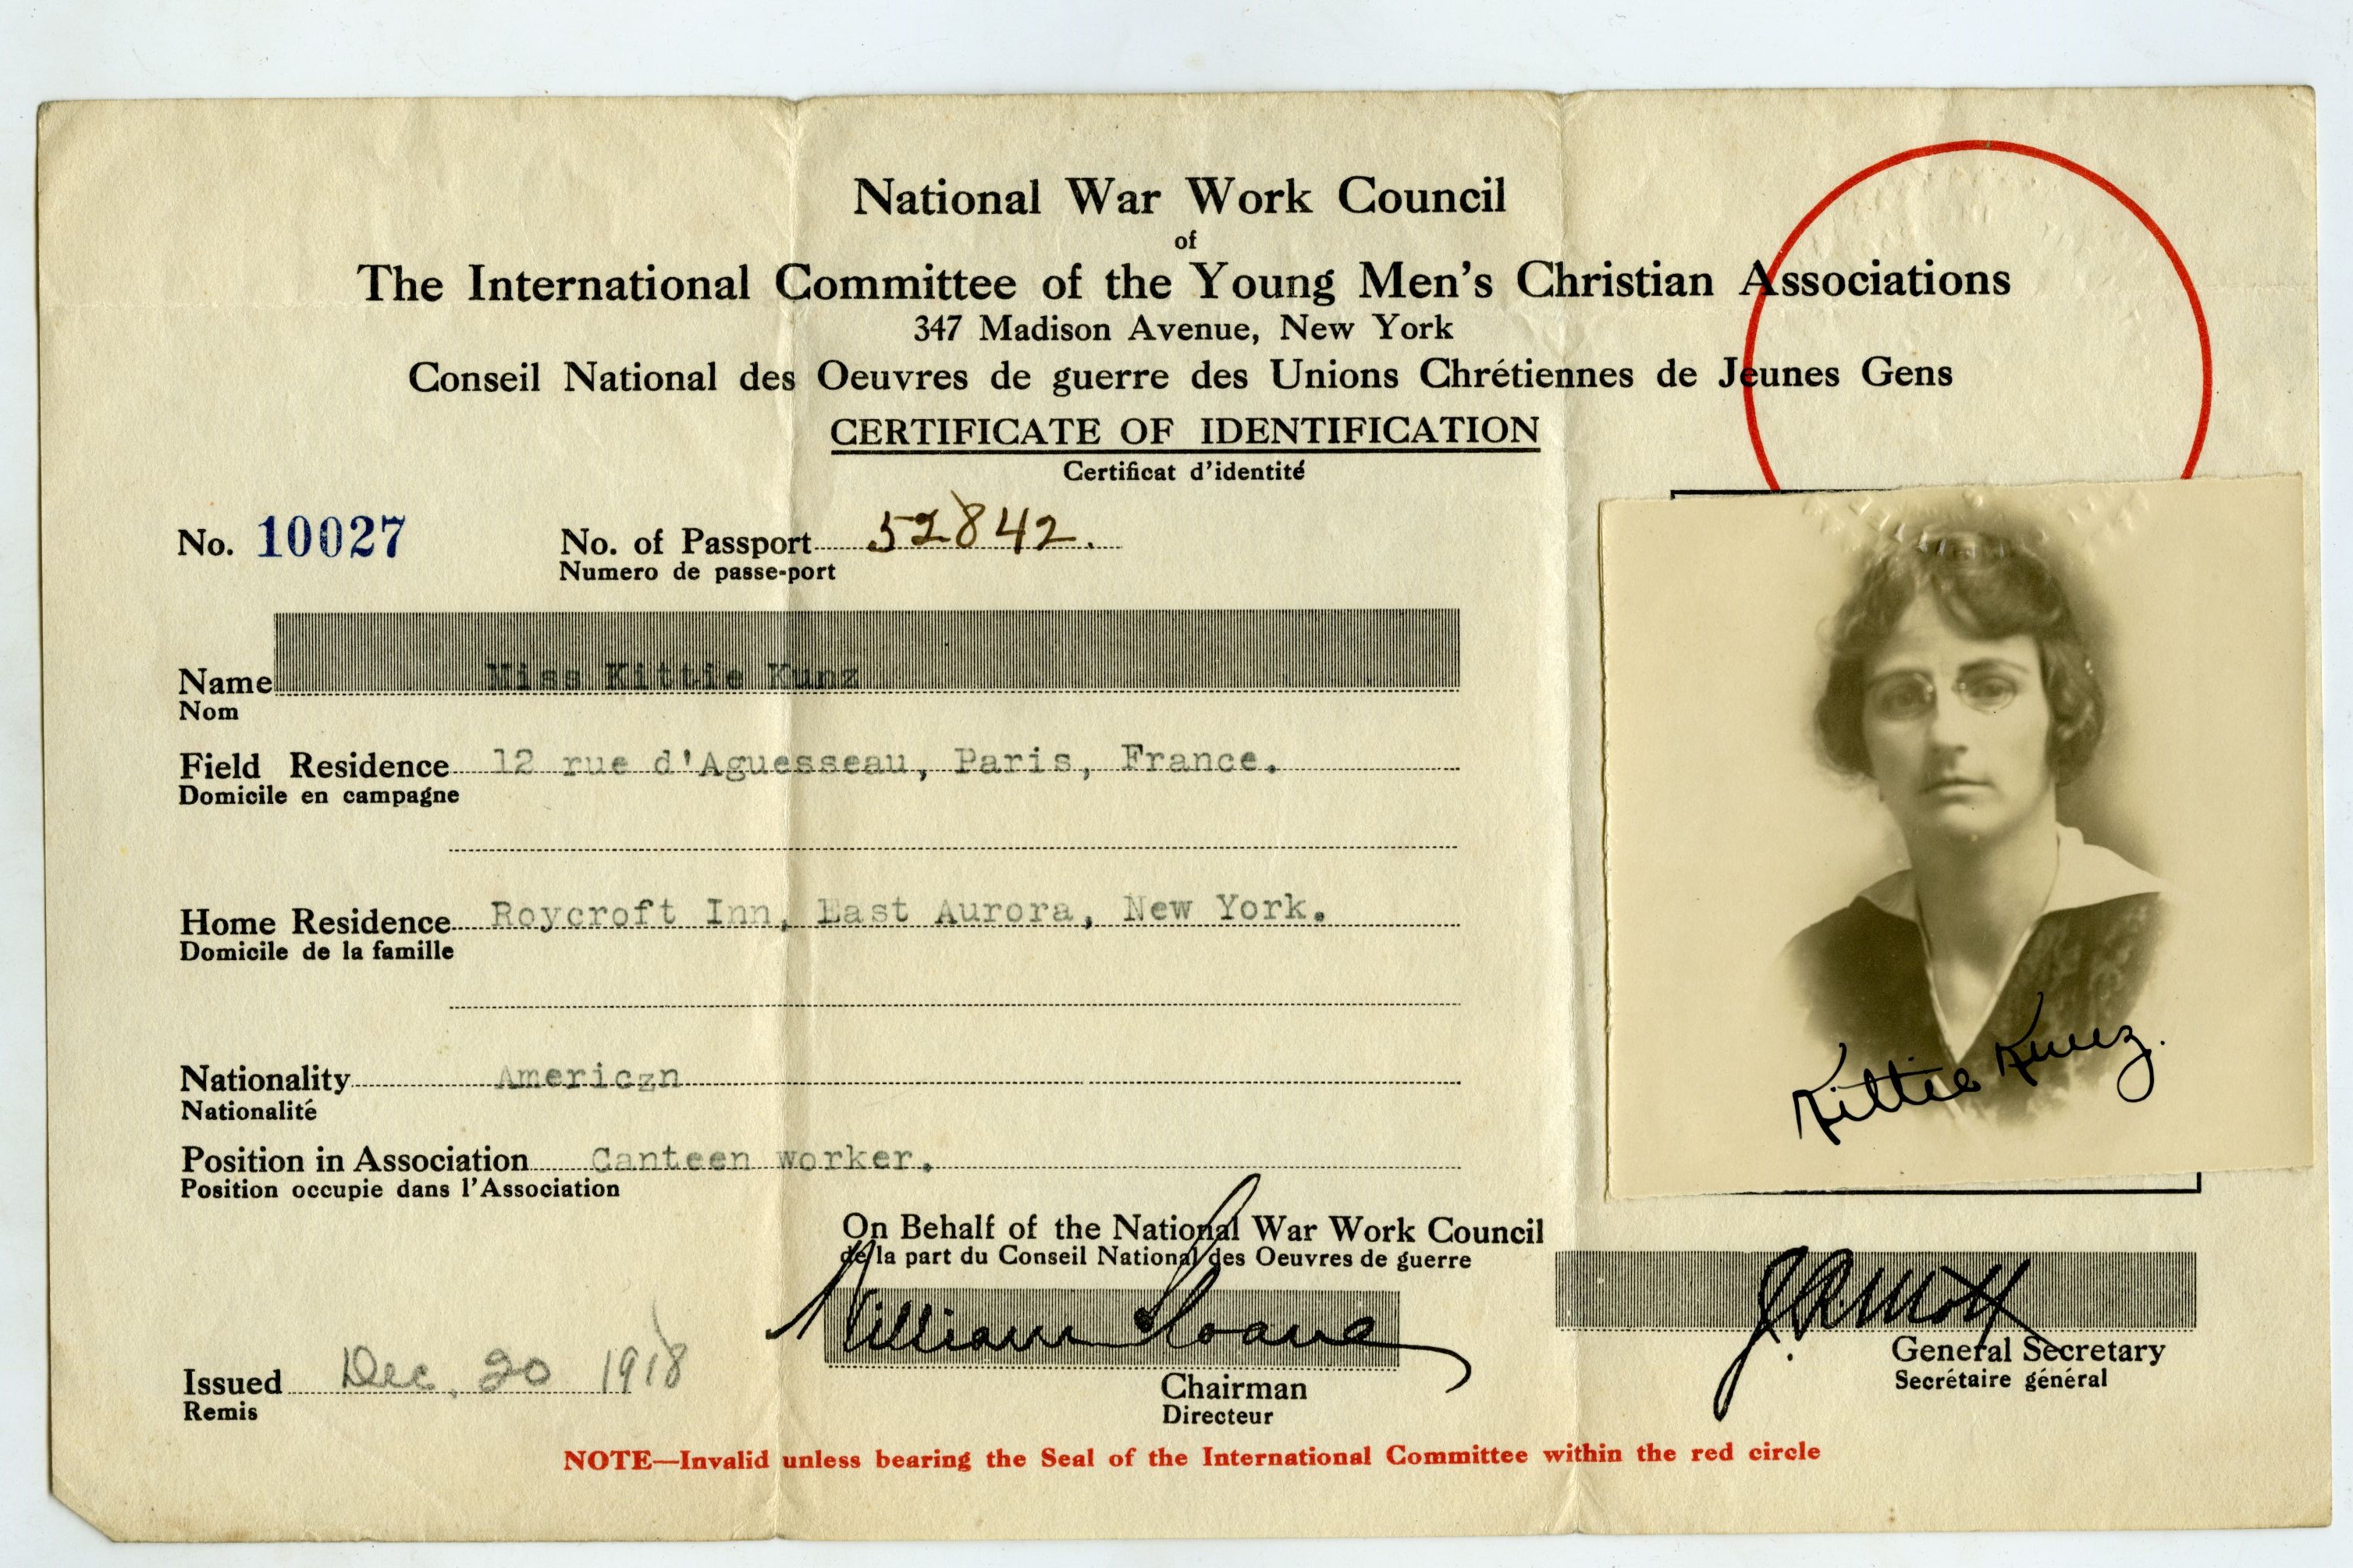 National War Work Council
of
The International Committee of the Young Men's Christian Associations
347 Madison Avenue, New York
Conseil National des Oeuvres de guerre des Unions Chrétiennes de Jeunes Gens
CERTIFICATE OF IDENTIFICATION
Certificat d'identité
No. 10027 No. of Passport 52842.
Numero de passe-port
Name Miss Kittie Kunz
Nom
Field Residence 12 rue d'Aguesseau, Paris, France.
Domicile en campagne
Home Residence Roycroft Inn, East Aurora, New York.
Domicile de la famille
Nationality Americzn
Nationalité
Position in Association Canteen worker.
Position occupie dans l'Association
Kittie Kunz.
On Behalf of the National War Work Council
de la part du Conseil National des Oeuvres de guerre
William Sloane
Chairman
Directeur
J.R. Mott
General Secretary
Secrétaire général
Issued Dec. 20 1918
Remis
NOTE—Invalid unless bearing the Seal of the International Committee within the red circle